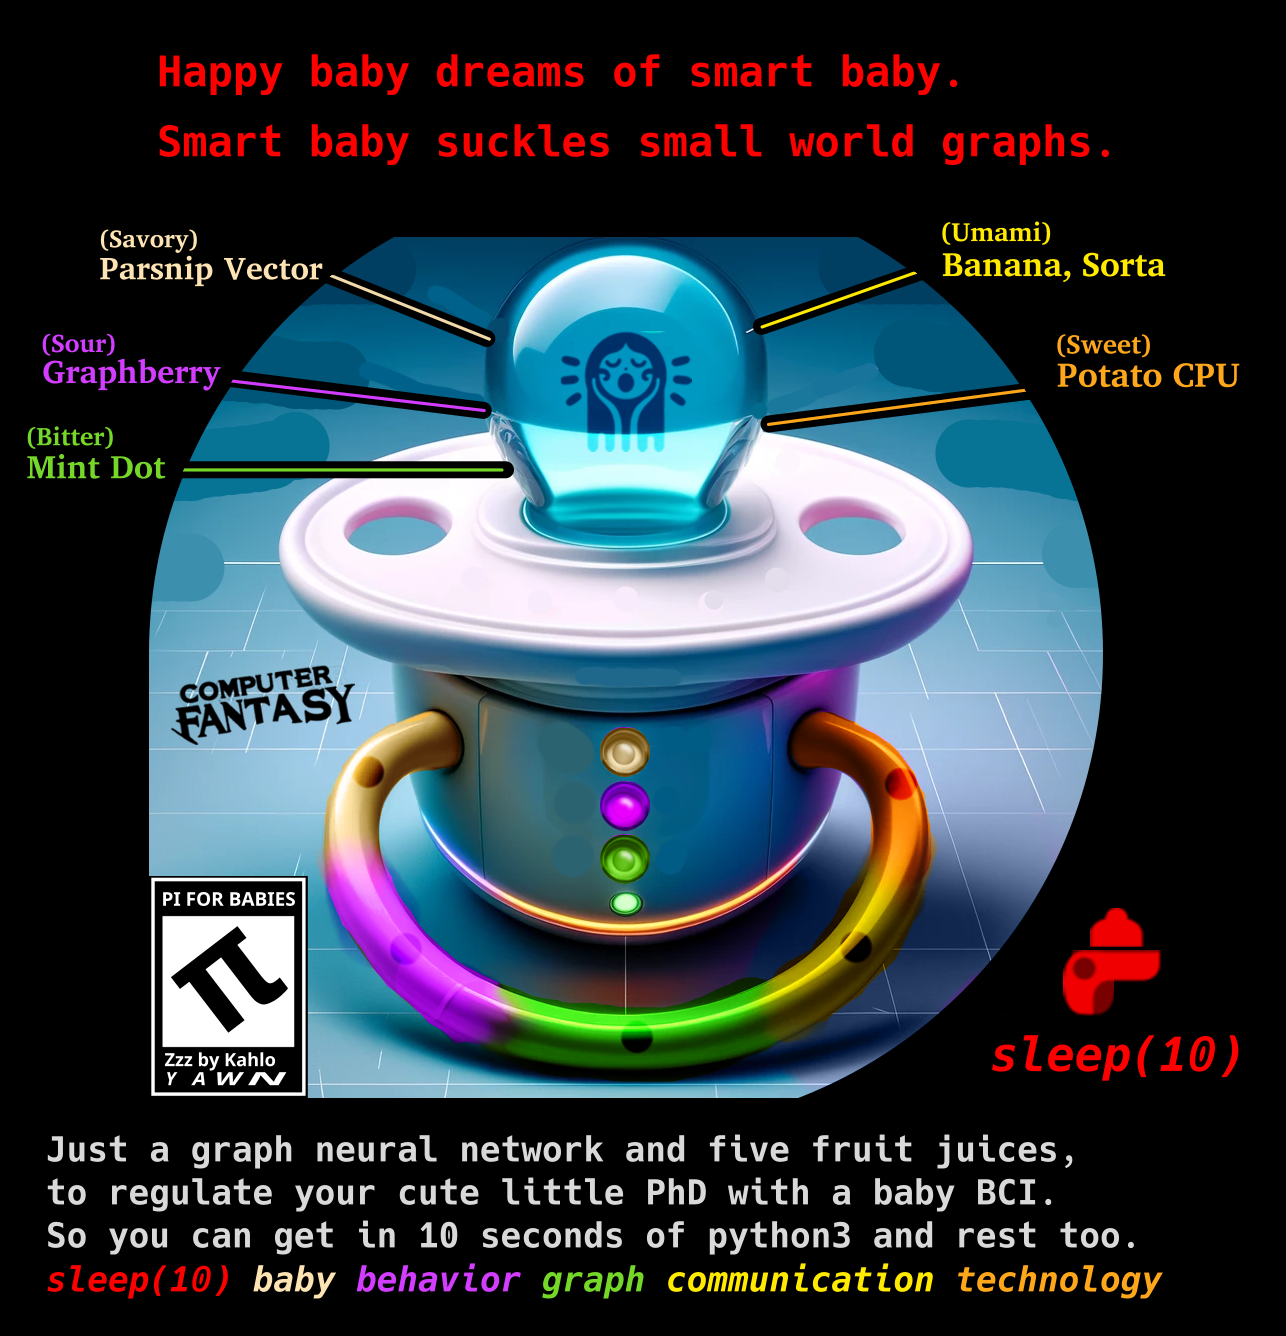 Happy baby dreams of smart baby.
Smart baby suckles small world graphs.
(Savory)
Parsnip Vector
(Umami)
Banana, Sorta
(Sour)
Graphberry
(Sweet)
Potato CPU
(Bitter)
Mint Dot
COMPUTER
FANTASY
PI FOR BABIES
π
Zzz by Kahlo
YAWN
sleep(10)
Just a graph neural network and five fruit juices,
to regulate your cute little PhD with a baby BCI.
So you can get in 10 seconds of python3 and rest too.
sleep(10) baby behavior graph communication technology